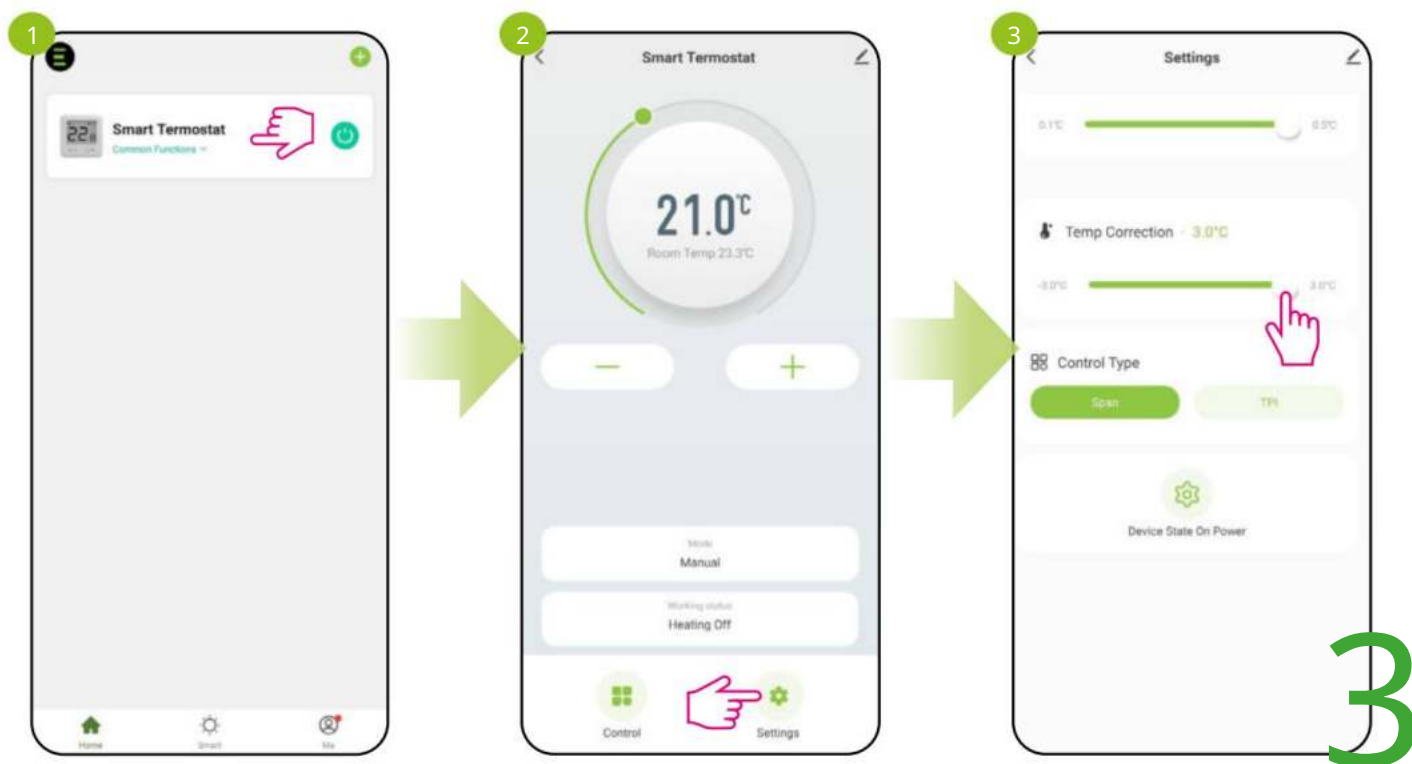 1
Smart Termostat
Common Functions
Home
Smart
Me
2
Smart Termostat
21.0℃
Room Temp 23.3℃
Mode
Manual
Working status
Heating Off
Control
Settings
3
Settings
0.1℃
0.5℃
Temp Correction · 3.0°C
-3.0°C
3.0°C
Control Type
Span
TPI
Device State On Power
3